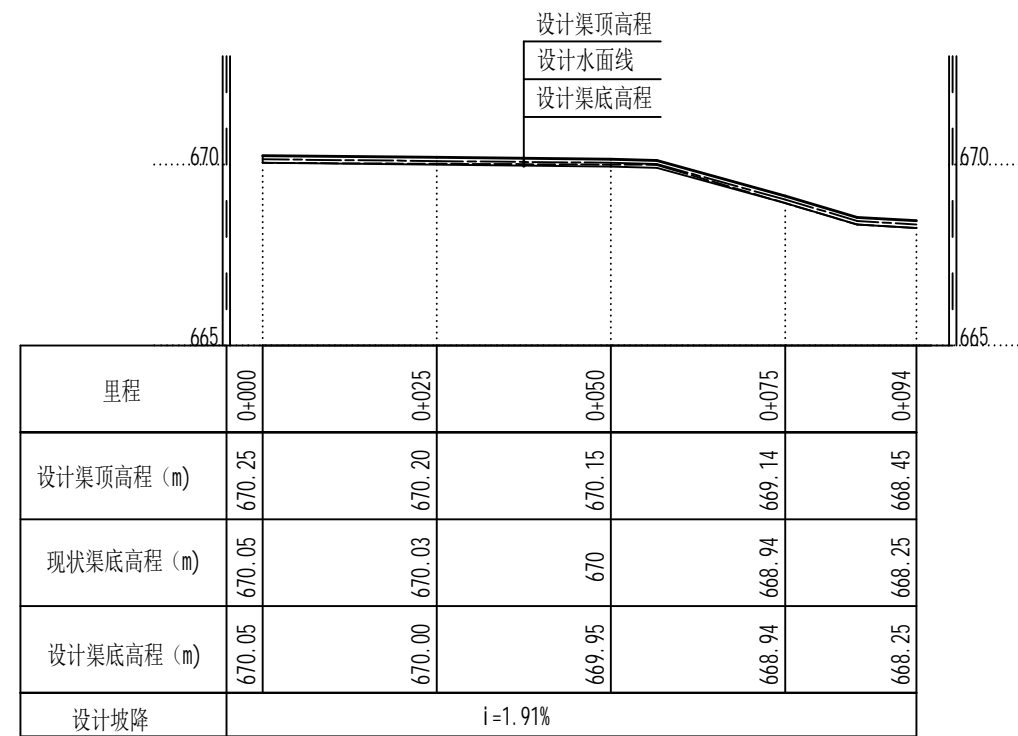 设计渠顶高程
设计水面线
设计渠底高程
670 670
665 665
里程 0+000 0+025 0+050 0+075 0+094
设计渠顶高程（m) 670.25 670.20 670.15 669.14 668.45
现状渠底高程（m) 670.05 670.03 670 668.94 668.25
设计渠底高程（m) 670.05 670.00 669.95 668.94 668.25
设计坡降 i=1.91%